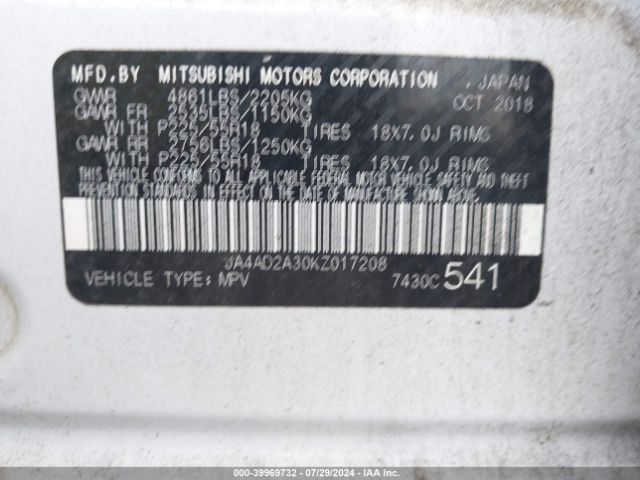 MFD.BY MITSUBISHI MOTORS CORPORATION , JAPAN
GVWR 4861LBS/2205KG OCT 2018
GAWR FR 2535LBS/1150KG
WITH P225/55R18 TIRES 18X7.0J RIMS
GAWR RR 2756LBS/1250KG
WITH P225/55R18 TIRES 18X7.0J RIMS
THIS VEHICLE CONFORMS TO ALL APPLICABLE FEDERAL MOTOR VEHICLE SAFETY AND THEFT
PREVENTION STANDARDS IN EFFECT ON THE DATE OF MANUFACTURE SHOWN ABOVE.
JA4AD2A30KZ017208
VEHICLE TYPE: MPV 7430C 541
000-39969732 - 07/29/2024 - IAA Inc.